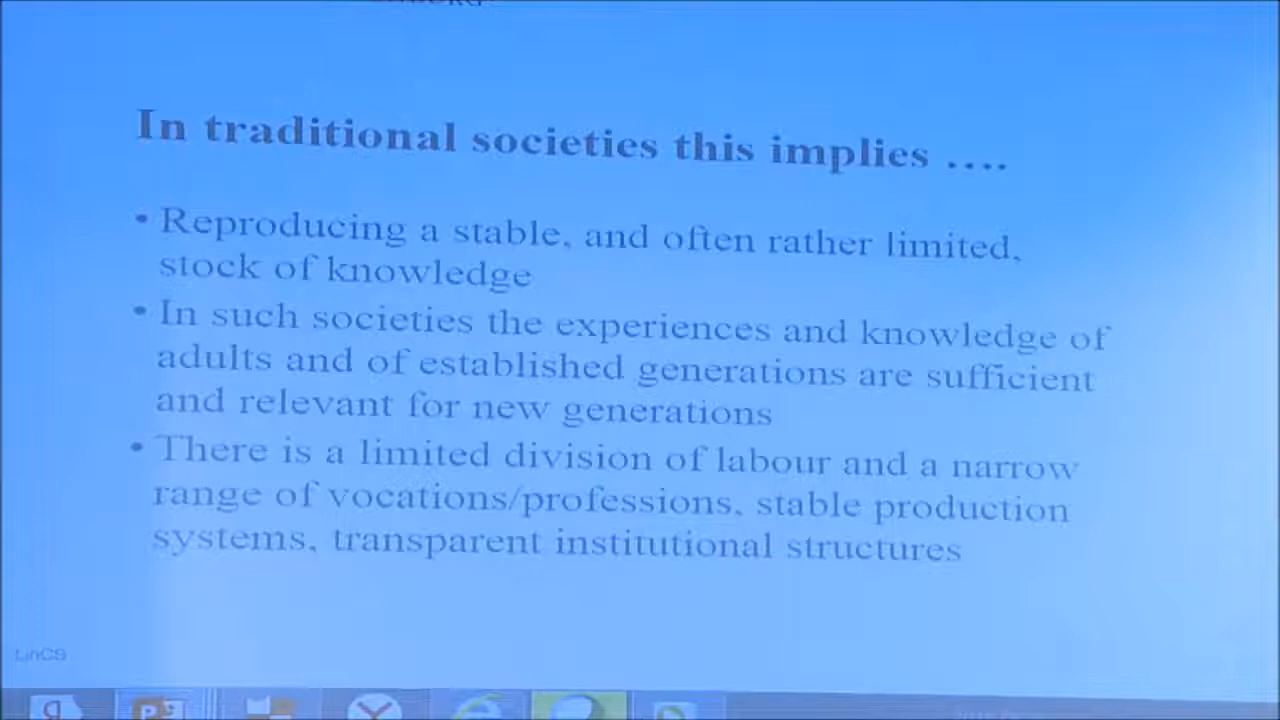 In traditional societies this implies ....
• Reproducing a stable, and often rather limited,
stock of knowledge
• In such societies the experiences and knowledge of
adults and of established generations are sufficient
and relevant for new generations
• There is a limited division of labour and a narrow
range of vocations/professions, stable production
systems, transparent institutional structures
LinCS